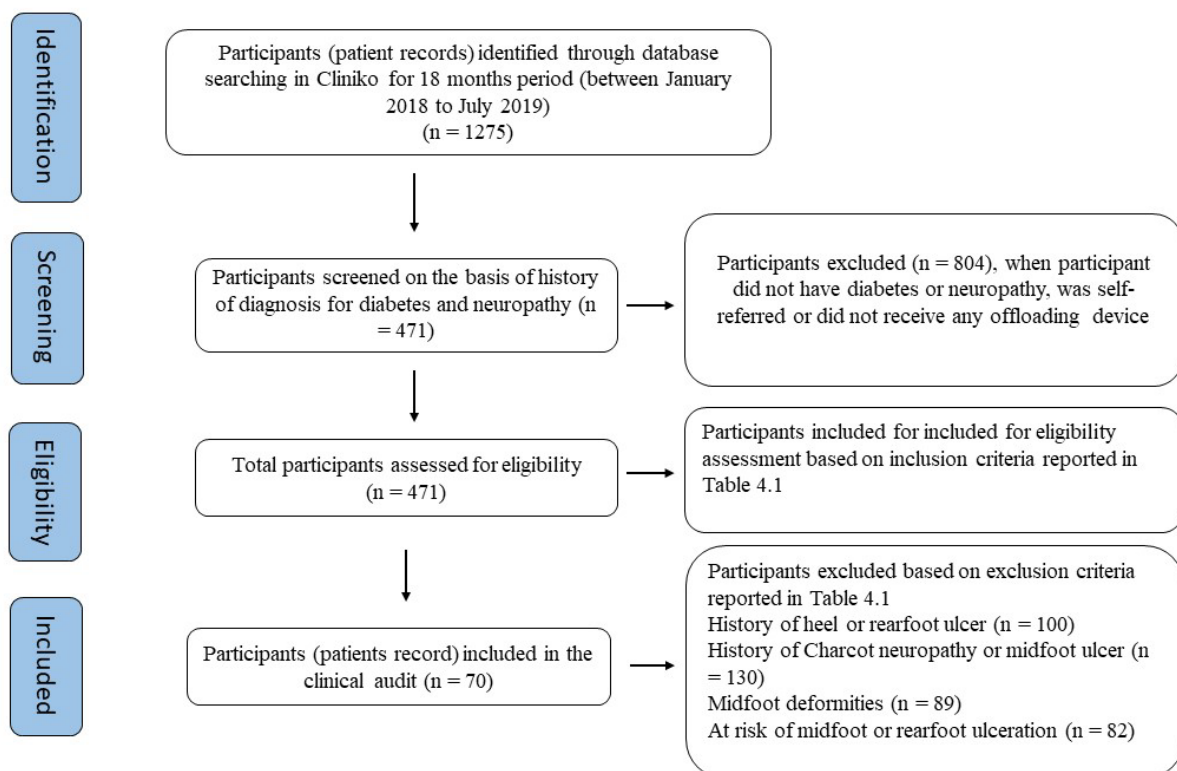 Identification
Participants (patient records) identified through database
searching in Cliniko for 18 months period (between January
2018 to July 2019)
(n = 1275)
Screening
Participants screened on the basis of history
of diagnosis for diabetes and neuropathy (n
= 471)
Participants excluded (n = 804), when participant
did not have diabetes or neuropathy, was self-
referred or did not receive any offloading device
Eligibility
Total participants assessed for eligibility
(n = 471)
Participants included for included for eligibility
assessment based on inclusion criteria reported in
Table 4.1
Included
Participants (patients record) included in the
clinical audit (n = 70)
Participants excluded based on exclusion criteria
reported in Table 4.1
History of heel or rearfoot ulcer (n = 100)
History of Charcot neuropathy or midfoot ulcer (n
= 130)
Midfoot deformities (n = 89)
At risk of midfoot or rearfoot ulceration (n = 82)